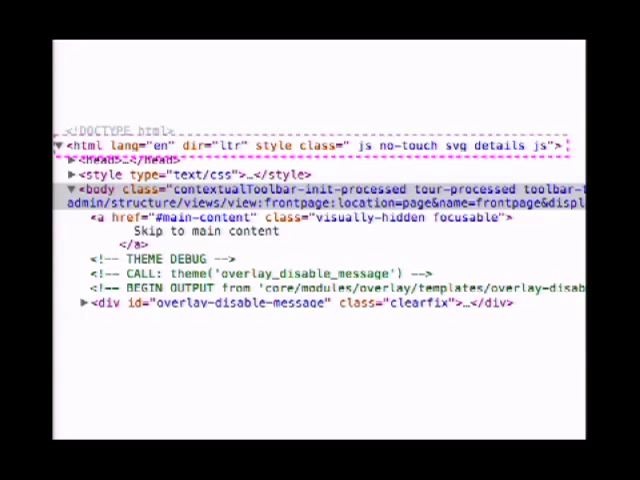 <!DOCTYPE html>
▼<html lang="en" dir="ltr" style class=" js no-touch svg details js">
▶<head>…</head>
▶<style type="text/css">…</style>
▼<body class="contextualToolbar-init-processed tour-processed toolbar-t
admin/structure/views/view:frontpage:location=page&name=frontpage&displ
<a href="#main-content" class="visually-hidden focusable">
Skip to main content
</a>
<!-- THEME DEBUG -->
<!-- CALL: theme('overlay_disable_message') -->
<!-- BEGIN OUTPUT from 'core/modules/overlay/templates/overlay-disab
▶<div id="overlay-disable-message" class="clearfix">…</div>